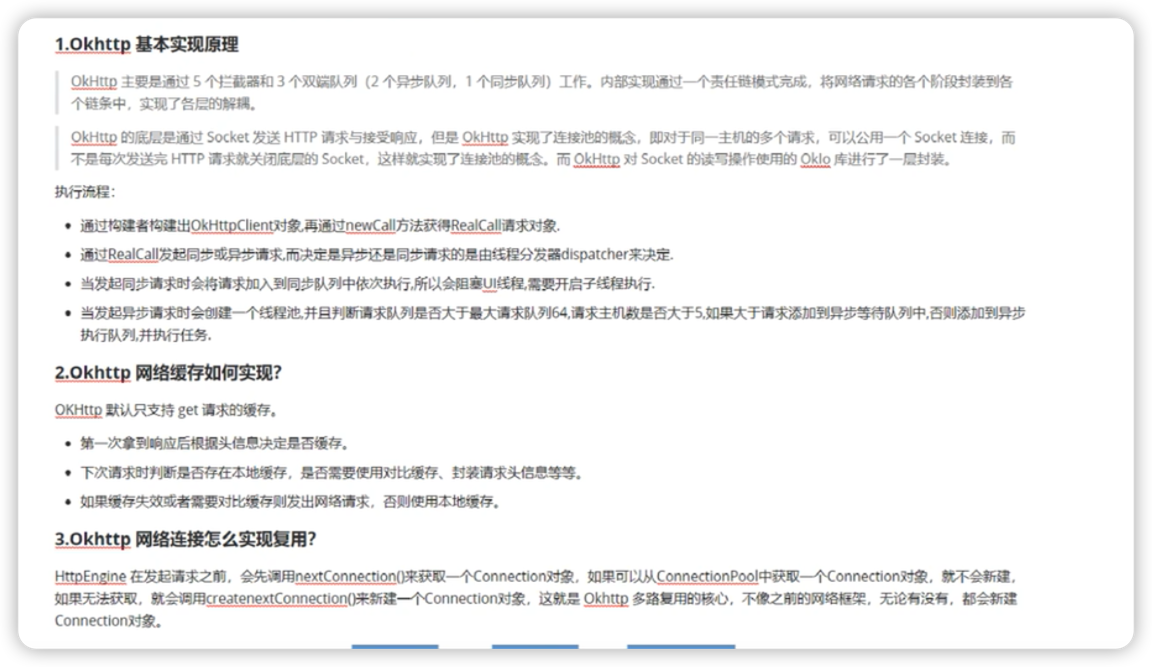 1.Okhttp 基本实现原理
OkHttp 主要是通过 5 个拦截器和 3 个双端队列（2 个异步队列，1 个同步队列）工作。内部实现通过一个责任链模式完成，将网络请求的各个阶段封装到各
个链条中，实现了各层的解耦。
OkHttp 的底层是通过 Socket 发送 HTTP 请求与接受响应，但是 OkHttp 实现了连接池的概念，即对于同一主机的多个请求，可以公用一个 Socket 连接，而
不是每次发送完 HTTP 请求就关闭底层的 Socket，这样就实现了连接池的概念。而 OkHttp 对 Socket 的读写操作使用的 OkIo 库进行了一层封装。
执行流程：
• 通过构建者构建出OkHttpClient对象,再通过newCall方法获得RealCall请求对象.
• 通过RealCall发起同步或异步请求,而决定是异步还是同步请求的是由线程分发器dispatcher来决定.
• 当发起同步请求时会将请求加入到同步队列中依次执行,所以会阻塞UI线程,需要开启子线程执行.
• 当发起异步请求时会创建一个线程池,并且判断请求队列是否大于最大请求队列64,请求主机数是否大于5,如果大于请求添加到异步等待队列中,否则添加到异步
执行队列,并执行任务.
2.Okhttp 网络缓存如何实现?
OKHttp 默认只支持 get 请求的缓存。
• 第一次拿到响应后根据头信息决定是否缓存。
• 下次请求时判断是否存在本地缓存，是否需要使用对比缓存、封装请求头信息等等。
• 如果缓存失效或者需要对比缓存则发出网络请求，否则使用本地缓存。
3.Okhttp 网络连接怎么实现复用?
HttpEngine 在发起请求之前，会先调用nextConnection()来获取一个Connection对象，如果可以从ConnectionPool中获取一个Connection对象，就不会新建，
如果无法获取，就会调用createnextConnection()来新建一个Connection对象，这就是 Okhttp 多路复用的核心，不像之前的网络框架，无论有没有，都会新建
Connection对象。